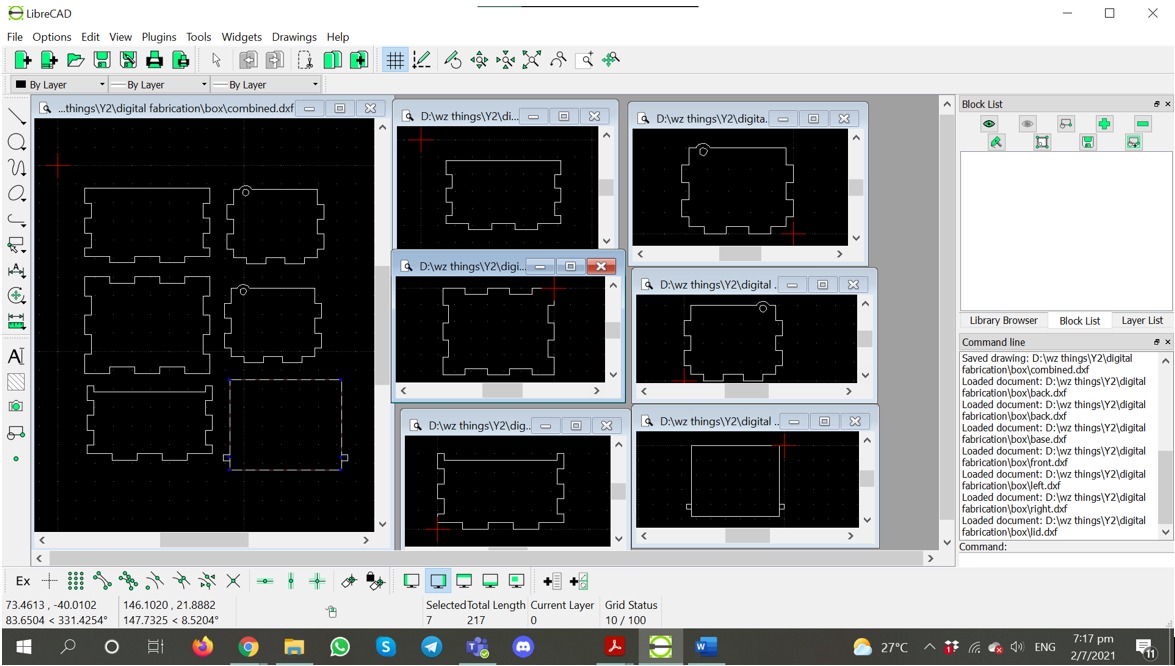 LibreCAD
File Options Edit View Plugins Tools Widgets Drawings Help
By Layer By Layer By Layer
...things\Y2\digital fabrication\box\combined.dxf
D:\wz things\Y2\di...
D:\wz things\Y2\digita.
D:\wz things\Y2\digi...
D:\wz things\Y2\digital .
D:\wz things\Y2\dig..
D:\wz things\Y2\digital ..
Block List
Library Browser Block List Layer List
Command line
Saved drawing: D:\wz things\Y2\digital
fabrication\box\combined.dxf
Loaded document: D:\wz things\Y2\digital
fabrication\box\back.dxf
Loaded document: D:\wz things\Y2\digital
fabrication\box\back.dxf
Loaded document: D:\wz things\Y2\digital
fabrication\box\base.dxf
Loaded document: D:\wz things\Y2\digital
fabrication\box\front.dxf
Loaded document: D:\wz things\Y2\digital
fabrication\box\left.dxf
Loaded document: D:\wz things\Y2\digital
fabrication\box\right.dxf
Loaded document: D:\wz things\Y2\digital
fabrication\box\lid.dxf
Command:
A
Ex
73.4613 , -40.0102 146.1020 , 21.8882 Selected Total Length Current Layer Grid Status
83.6504 < 331.4254° 147.7325 < 8.5204° 7 217 0 10 / 100
27°C ENG 7:17 pm
2/7/2021 11